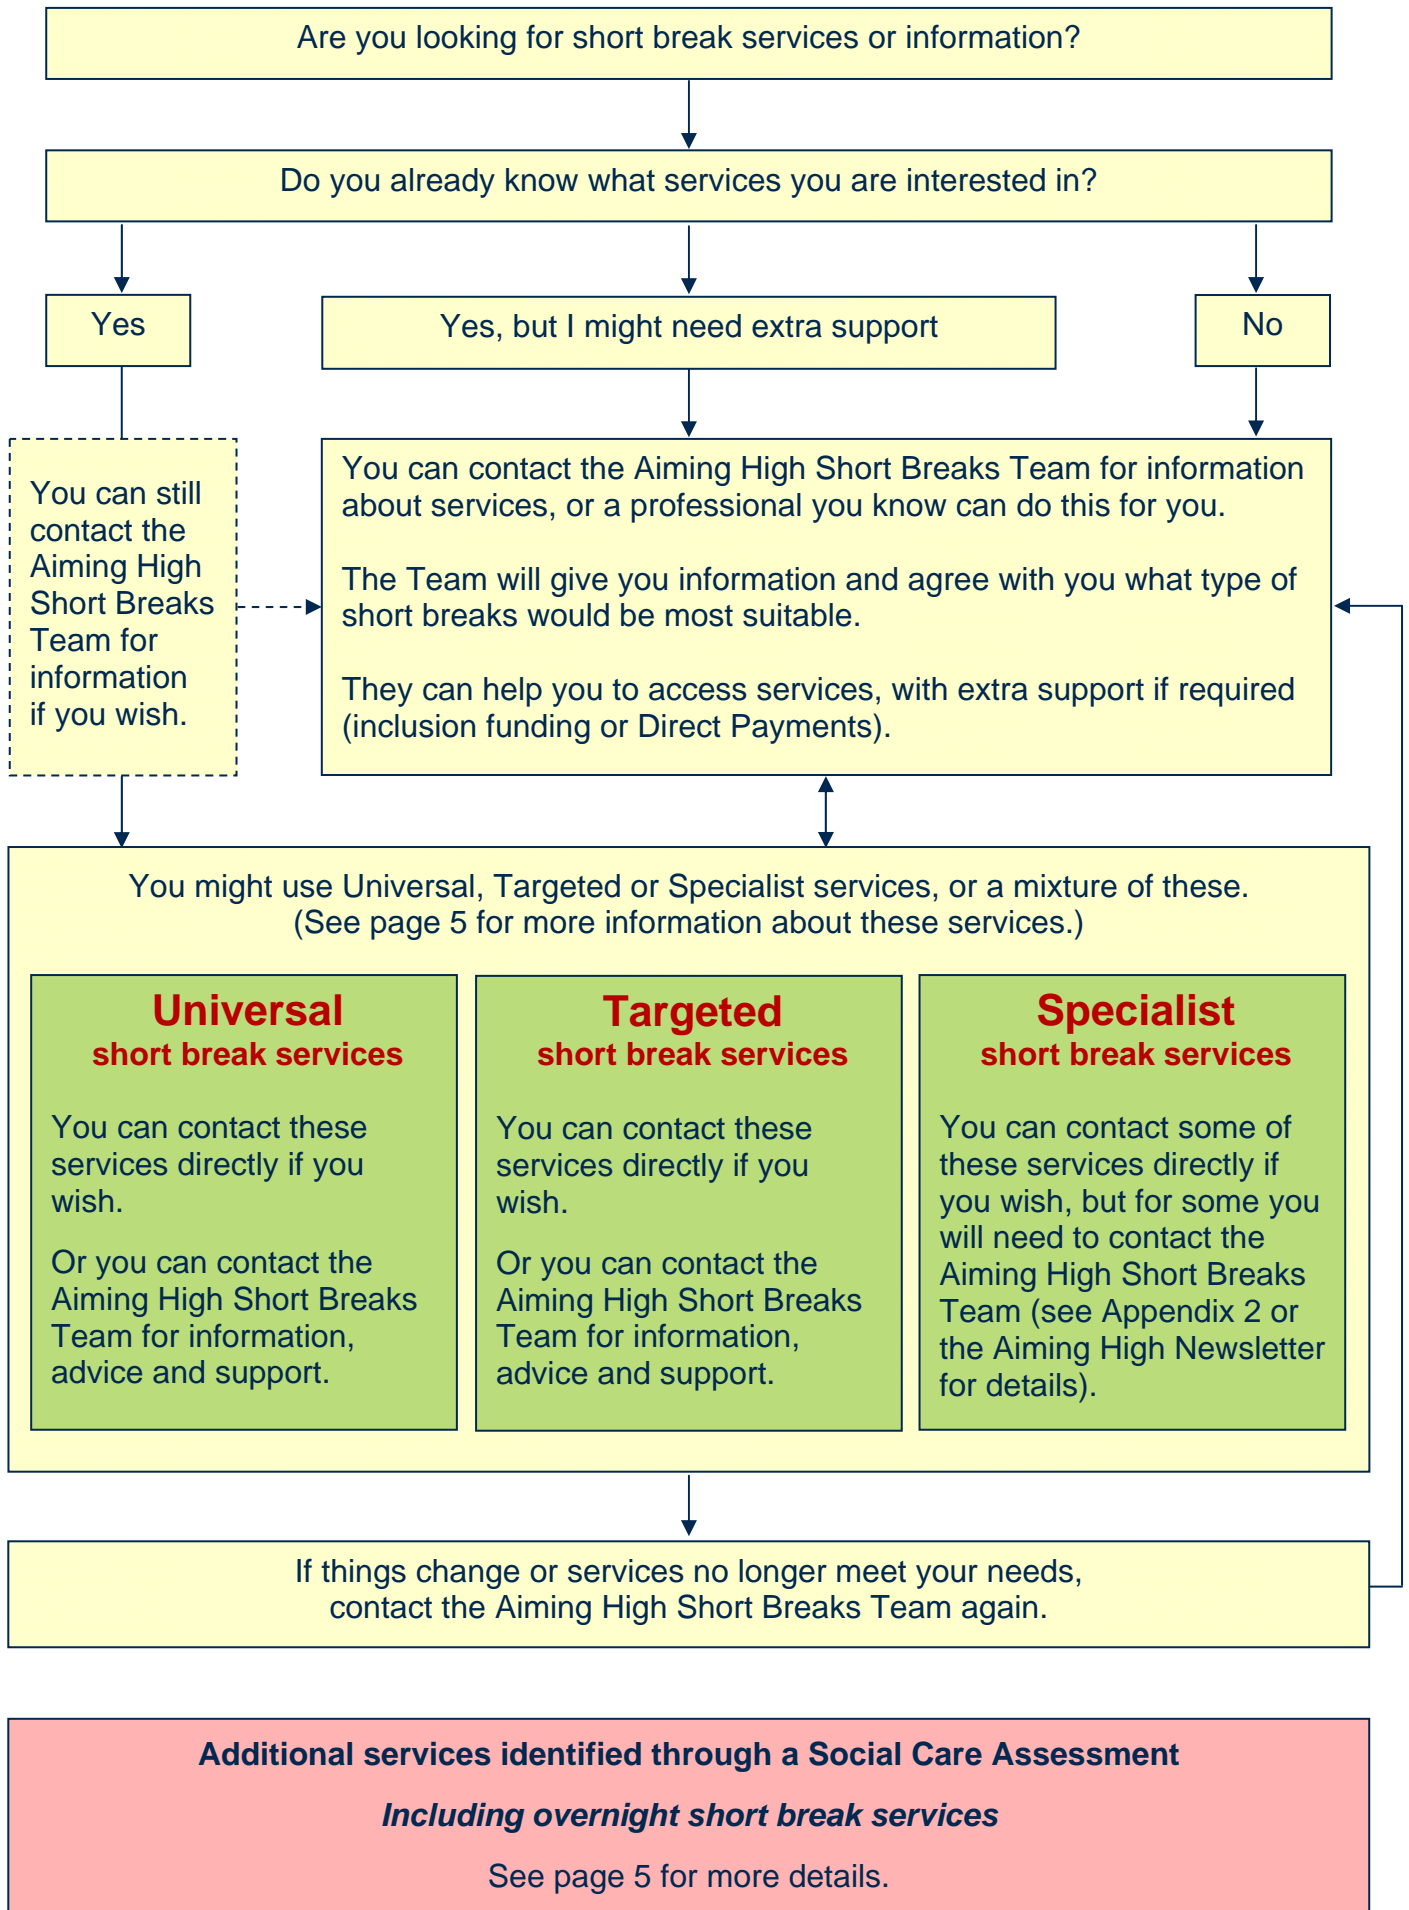 Are you looking for short break services or information?
Do you already know what services you are interested in?
Yes
Yes, but I might need extra support
No
You can still
contact the
Aiming High
Short Breaks
Team for
information
if you wish.
You can contact the Aiming High Short Breaks Team for information
about services, or a professional you know can do this for you.
The Team will give you information and agree with you what type of
short breaks would be most suitable.
They can help you to access services, with extra support if required
(inclusion funding or Direct Payments).
You might use Universal, Targeted or Specialist services, or a mixture of these.
(See page 5 for more information about these services.)
Universal
short break services
You can contact these
services directly if you
wish.
Or you can contact the
Aiming High Short Breaks
Team for information,
advice and support.
Targeted
short break services
You can contact these
services directly if you
wish.
Or you can contact the
Aiming High Short Breaks
Team for information,
advice and support.
Specialist
short break services
You can contact some of
these services directly if
you wish, but for some you
will need to contact the
Aiming High Short Breaks
Team (see Appendix 2 or
the Aiming High Newsletter
for details).
If things change or services no longer meet your needs,
contact the Aiming High Short Breaks Team again.
Additional services identified through a Social Care Assessment
Including overnight short break services
See page 5 for more details.